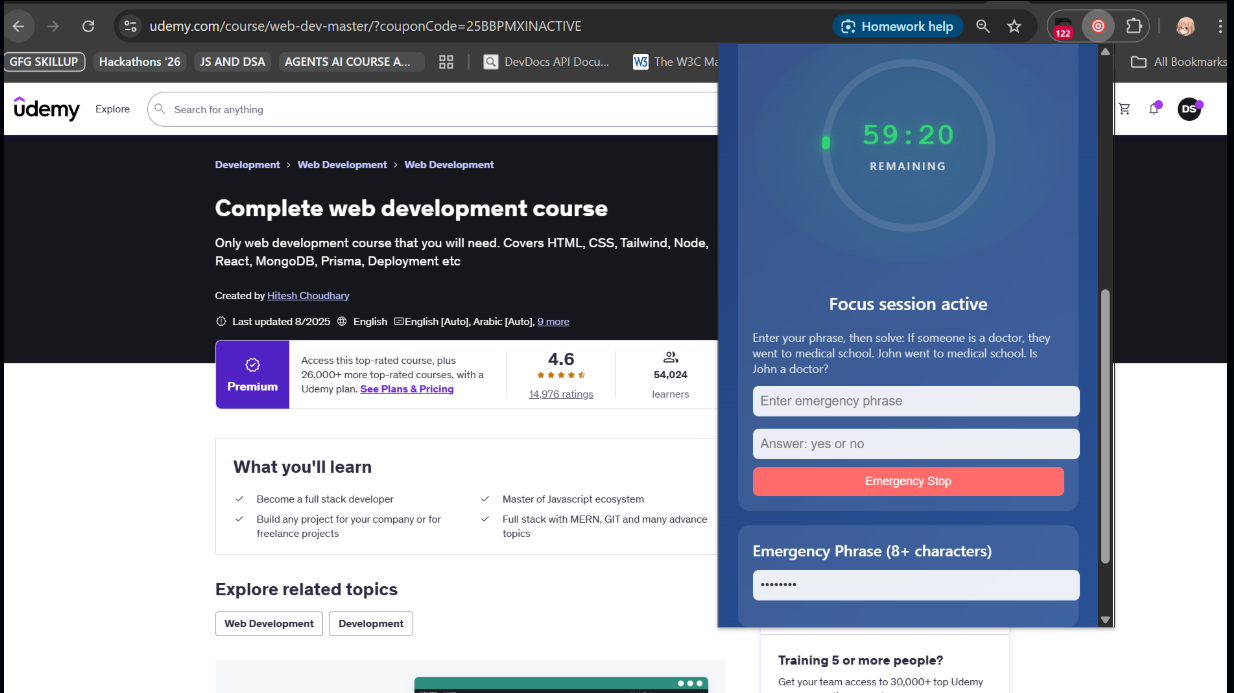 udemy.com/course/web-dev-master/?couponCode=25BBPMXINACTIVE
Homework help
122
GFG SKILLUP
Hackathons '26
JS AND DSA
AGENTS AI COURSE A...
DevDocs API Docu...
W3
The W3C Ma
All Bookmarks
udemy
Explore
Search for anything
DS
Development > Web Development > Web Development
Complete web development course
Only web development course that you will need. Covers HTML, CSS, Tailwind, Node,
React, MongoDB, Prisma, Deployment etc
Created by Hitesh Choudhary
Last updated 8/2025 English English [Auto], Arabic [Auto], 9 more
Premium
Access this top-rated course, plus
26,000+ more top-rated courses, with a
Udemy plan. See Plans & Pricing
4.6
14,976 ratings
54,024
learners
What you'll learn
Become a full stack developer
Build any project for your company or for
freelance projects
Master of Javascript ecosystem
Full stack with MERN, GIT and many advance
topics
Explore related topics
Web Development
Development
59:20
REMAINING
Focus session active
Enter your phrase, then solve: If someone is a doctor, they
went to medical school. John went to medical school. Is
John a doctor?
Enter emergency phrase
Answer: yes or no
Emergency Stop
Emergency Phrase (8+ characters)
••••••••
Training 5 or more people?
Get your team access to 30,000+ top Udemy